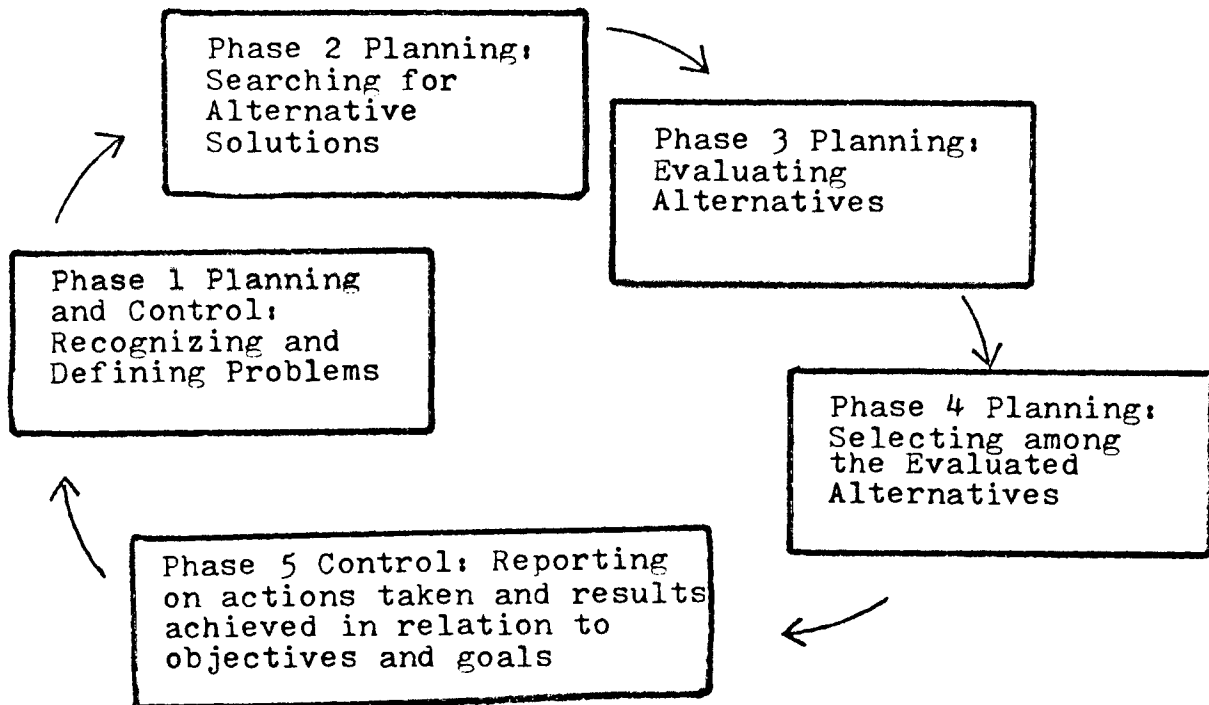 Phase 1 Planning
and Control:
Recognizing and
Defining Problems
Phase 2 Planning:
Searching for
Alternative
Solutions
Phase 3 Planning:
Evaluating
Alternatives
Phase 4 Planning:
Selecting among
the Evaluated
Alternatives
Phase 5 Control: Reporting
on actions taken and results
achieved in relation to
objectives and goals